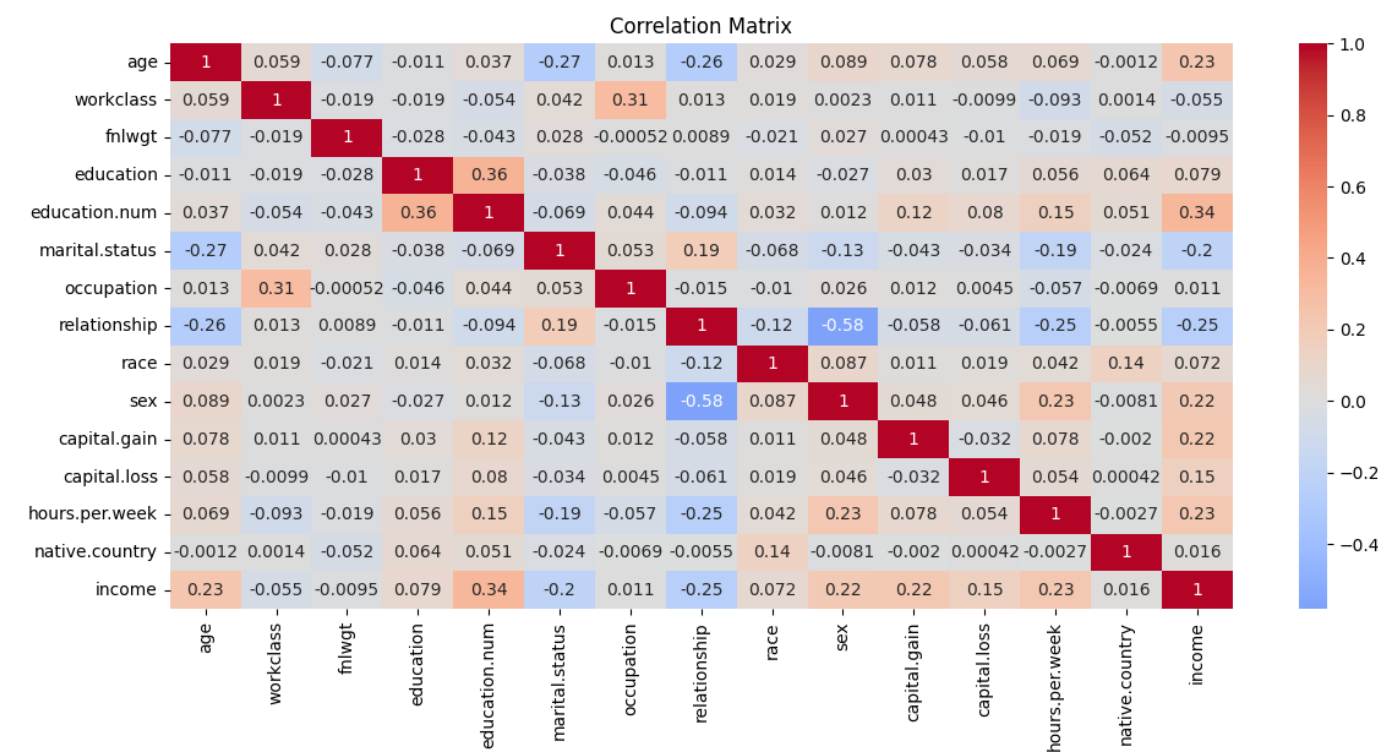 Correlation Matrix
age 1 0.059 -0.077 -0.011 0.037 -0.27 0.013 -0.26 0.029 0.089 0.078 0.058 0.069 -0.0012 0.23
workclass 0.059 1 -0.019 -0.019 -0.054 0.042 0.31 0.013 0.019 0.0023 0.011 -0.0099 -0.093 0.0014 -0.055
fnlwgt -0.077 -0.019 1 -0.028 -0.043 0.028 -0.00052 0.0089 -0.021 0.027 0.00043 -0.01 -0.019 -0.052 -0.0095
education -0.011 -0.019 -0.028 1 0.36 -0.038 -0.046 -0.011 0.014 -0.027 0.03 0.017 0.056 0.064 0.079
education.num 0.037 -0.054 -0.043 0.36 1 -0.069 0.044 -0.094 0.032 0.012 0.12 0.08 0.15 0.051 0.34
marital.status -0.27 0.042 0.028 -0.038 -0.069 1 0.053 0.19 -0.068 -0.13 -0.043 -0.034 -0.19 -0.024 -0.2
occupation 0.013 0.31 -0.00052 -0.046 0.044 0.053 1 -0.015 -0.01 0.026 0.012 0.0045 -0.057 -0.0069 0.011
relationship -0.26 0.013 0.0089 -0.011 -0.094 0.19 -0.015 1 -0.12 -0.58 -0.058 -0.061 -0.25 -0.0055 -0.25
race 0.029 0.019 -0.021 0.014 0.032 -0.068 -0.01 -0.12 1 0.087 0.011 0.019 0.042 0.14 0.072
sex 0.089 0.0023 0.027 -0.027 0.012 -0.13 0.026 -0.58 0.087 1 0.048 0.046 0.23 -0.0081 0.22
capital.gain 0.078 0.011 0.00043 0.03 0.12 -0.043 0.012 -0.058 0.011 0.048 1 -0.032 0.078 -0.002 0.22
capital.loss 0.058 -0.0099 -0.01 0.017 0.08 -0.034 0.0045 -0.061 0.019 0.046 -0.032 1 0.054 0.00042 0.15
hours.per.week 0.069 -0.093 -0.019 0.056 0.15 -0.19 -0.057 -0.25 0.042 0.23 0.078 0.054 1 -0.0027 0.23
native.country -0.0012 0.0014 -0.052 0.064 0.051 -0.024 -0.0069 -0.0055 0.14 -0.0081 -0.002 0.00042 -0.0027 1 0.016
income 0.23 -0.055 -0.0095 0.079 0.34 -0.2 0.011 -0.25 0.072 0.22 0.22 0.15 0.23 0.016 1
age workclass fnlwgt education education.num marital.status occupation relationship race sex capital.gain capital.loss hours.per.week native.country income
1.0
0.8
0.6
0.4
0.2
0.0
−0.2
−0.4